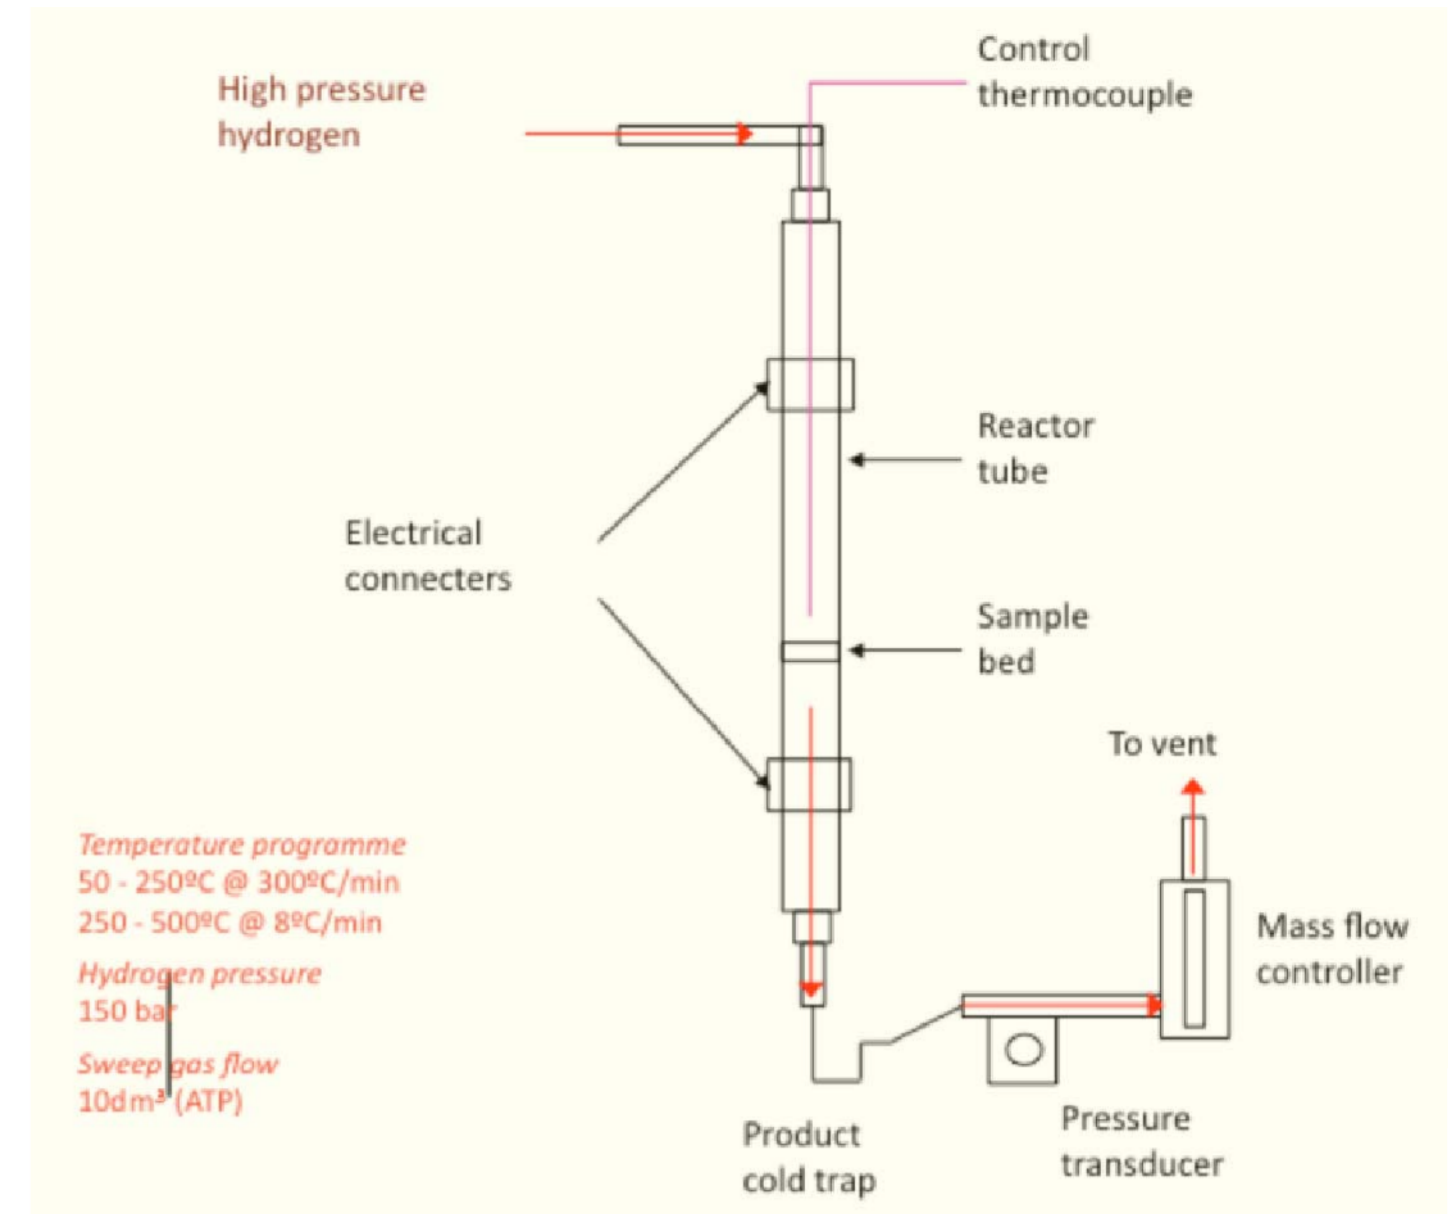 High pressure
hydrogen
Control
thermocouple
Reactor
tube
Electrical
connecters
Sample
bed
To vent
Temperature programme
50 - 250ºC @ 300ºC/min
250 - 500ºC @ 8ºC/min
Hydrogen pressure
150 bar
Sweep gas flow
10dm³ (ATP)
Mass flow
controller
Product
cold trap
Pressure
transducer